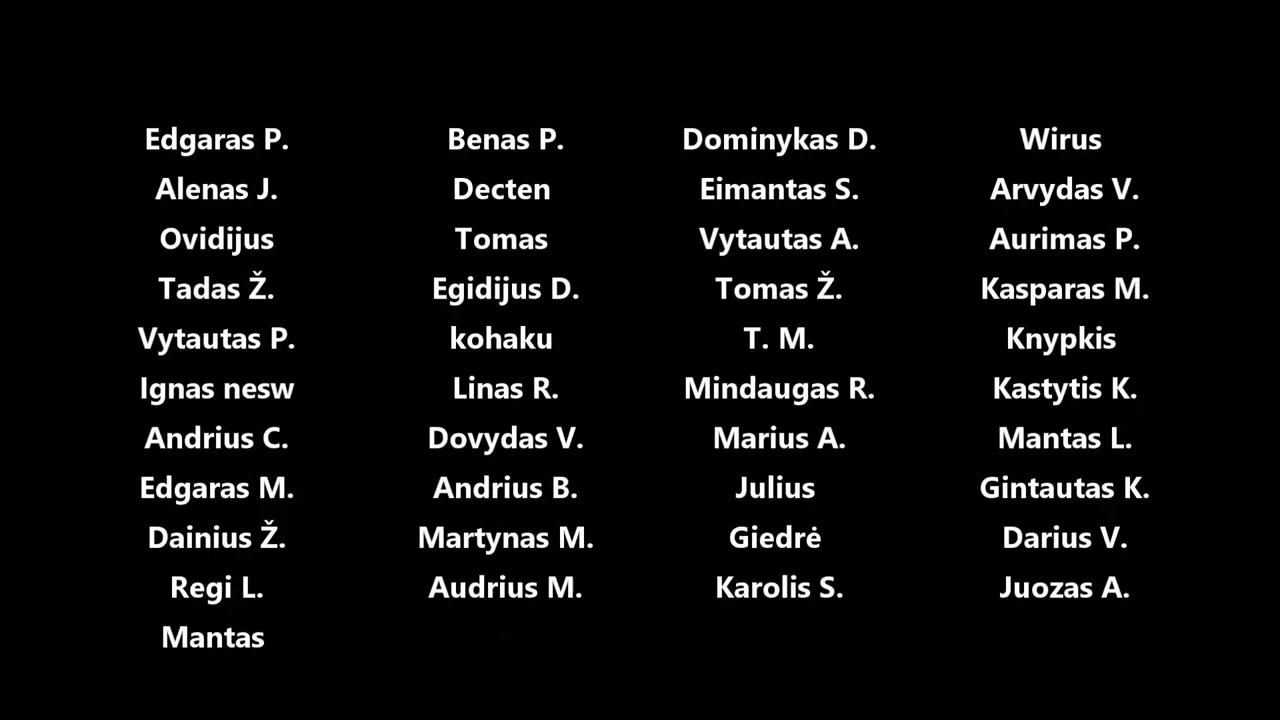 Edgaras P.
Alenas J.
Ovidijus
Tadas Ž.
Vytautas P.
Ignas nesw
Andrius C.
Edgaras M.
Dainius Ž.
Regi L.
Mantas
Benas P.
Decten
Tomas
Egidijus D.
kohaku
Linas R.
Dovydas V.
Andrius B.
Martynas M.
Audrius M.
Dominykas D.
Eimantas S.
Vytautas A.
Tomas Ž.
T. M.
Mindaugas R.
Marius A.
Julius
Giedrė
Karolis S.
Wirus
Arvydas V.
Aurimas P.
Kasparas M.
Knypkis
Kastytis K.
Mantas L.
Gintautas K.
Darius V.
Juozas A.